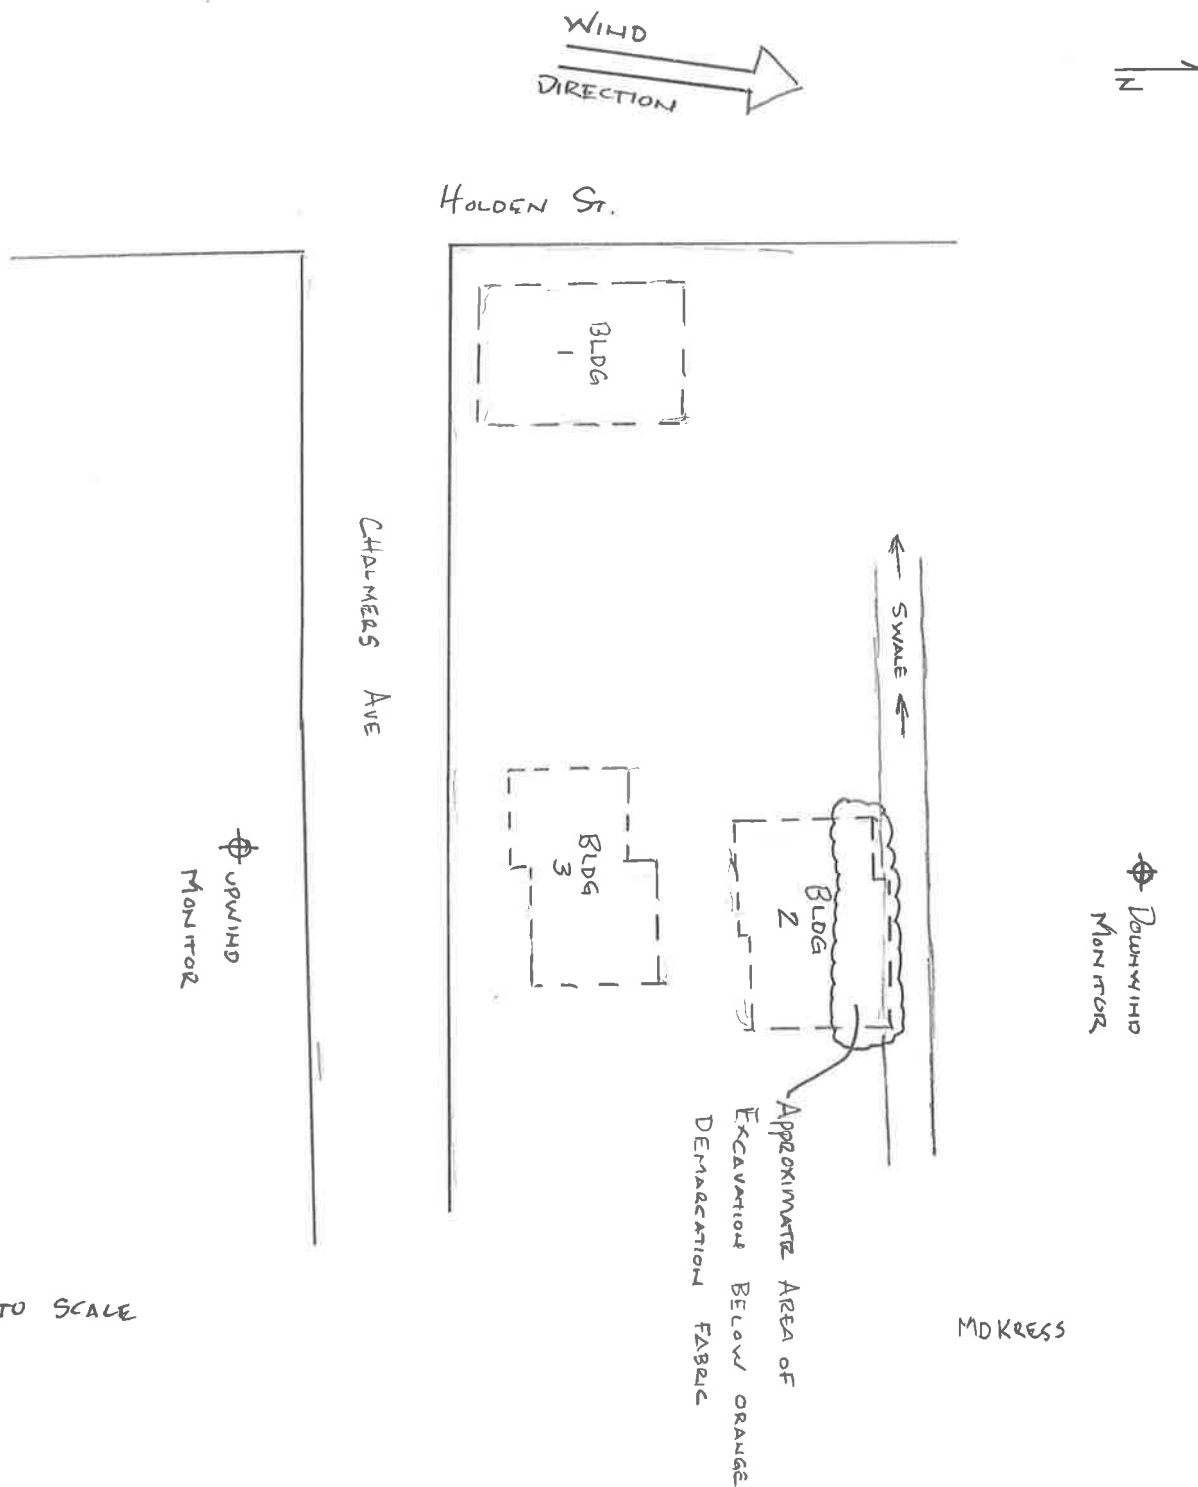 WIND
DIRECTION
N
HOLDEN ST.
BLDG
1
CHALMERS AVE
← SWALE ←
BLDG
3
BLDG
2
UPWIND
MONITOR
DOWNWIND
MONITOR
APPROXIMATE AREA OF
EXCAVATION BELOW ORANGE
DEMARCATION FABRIC
TO SCALE
MDKRESS